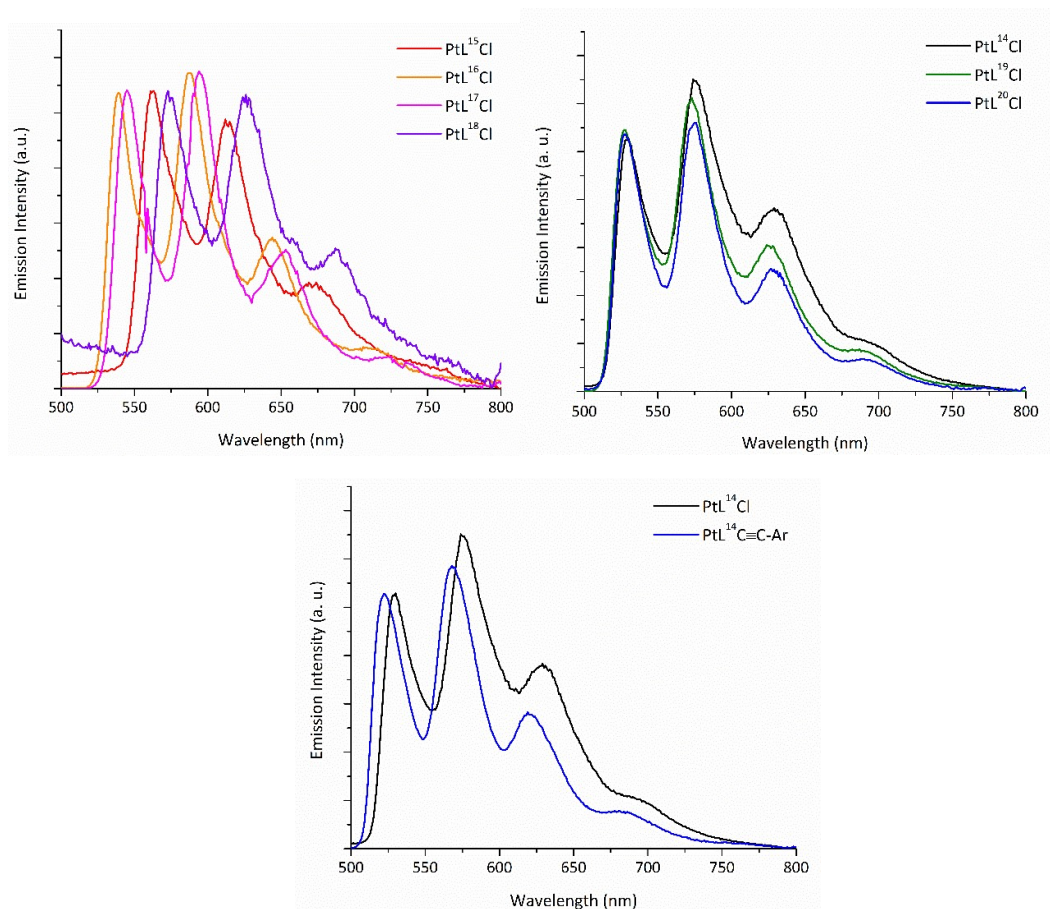 PtL¹⁵Cl
PtL¹⁶Cl
PtL¹⁷Cl
PtL¹⁸Cl
Emission Intensity (a.u.)
500 550 600 650 700 750 800
Wavelength (nm)
PtL¹⁴Cl
PtL¹⁹Cl
PtL²⁰Cl
Emission Intensity (a. u.)
500 550 600 650 700 750 800
Wavelength (nm)
PtL¹⁴Cl
PtL¹⁴C≡C-Ar
Emission Intensity (a. u.)
500 550 600 650 700 750 800
Wavelength (nm)